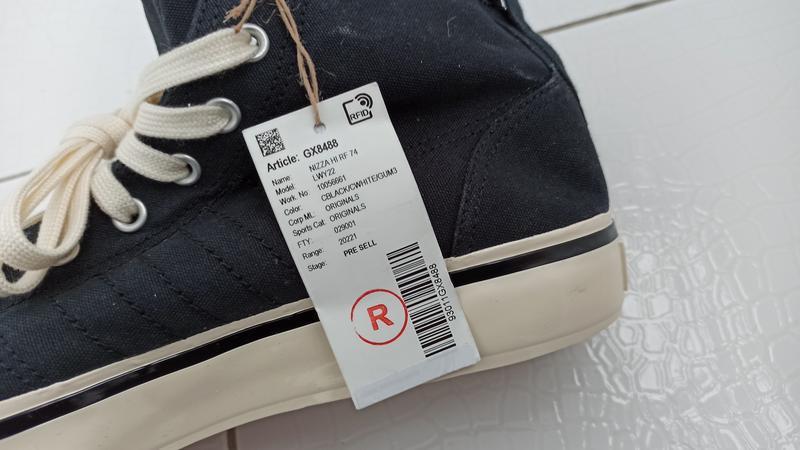 RFID
Article: GX8488
Name: NIZZA HI RF 74
Model: LWY22
Work. No: 10056661
Color: CBLACK/CWHITE/GUM3
Corp ML: ORIGINALS
Sports Cat: ORIGINALS
FTY: 029001
Range: 20221
Stage: PRE SELL
R
93011GX8488